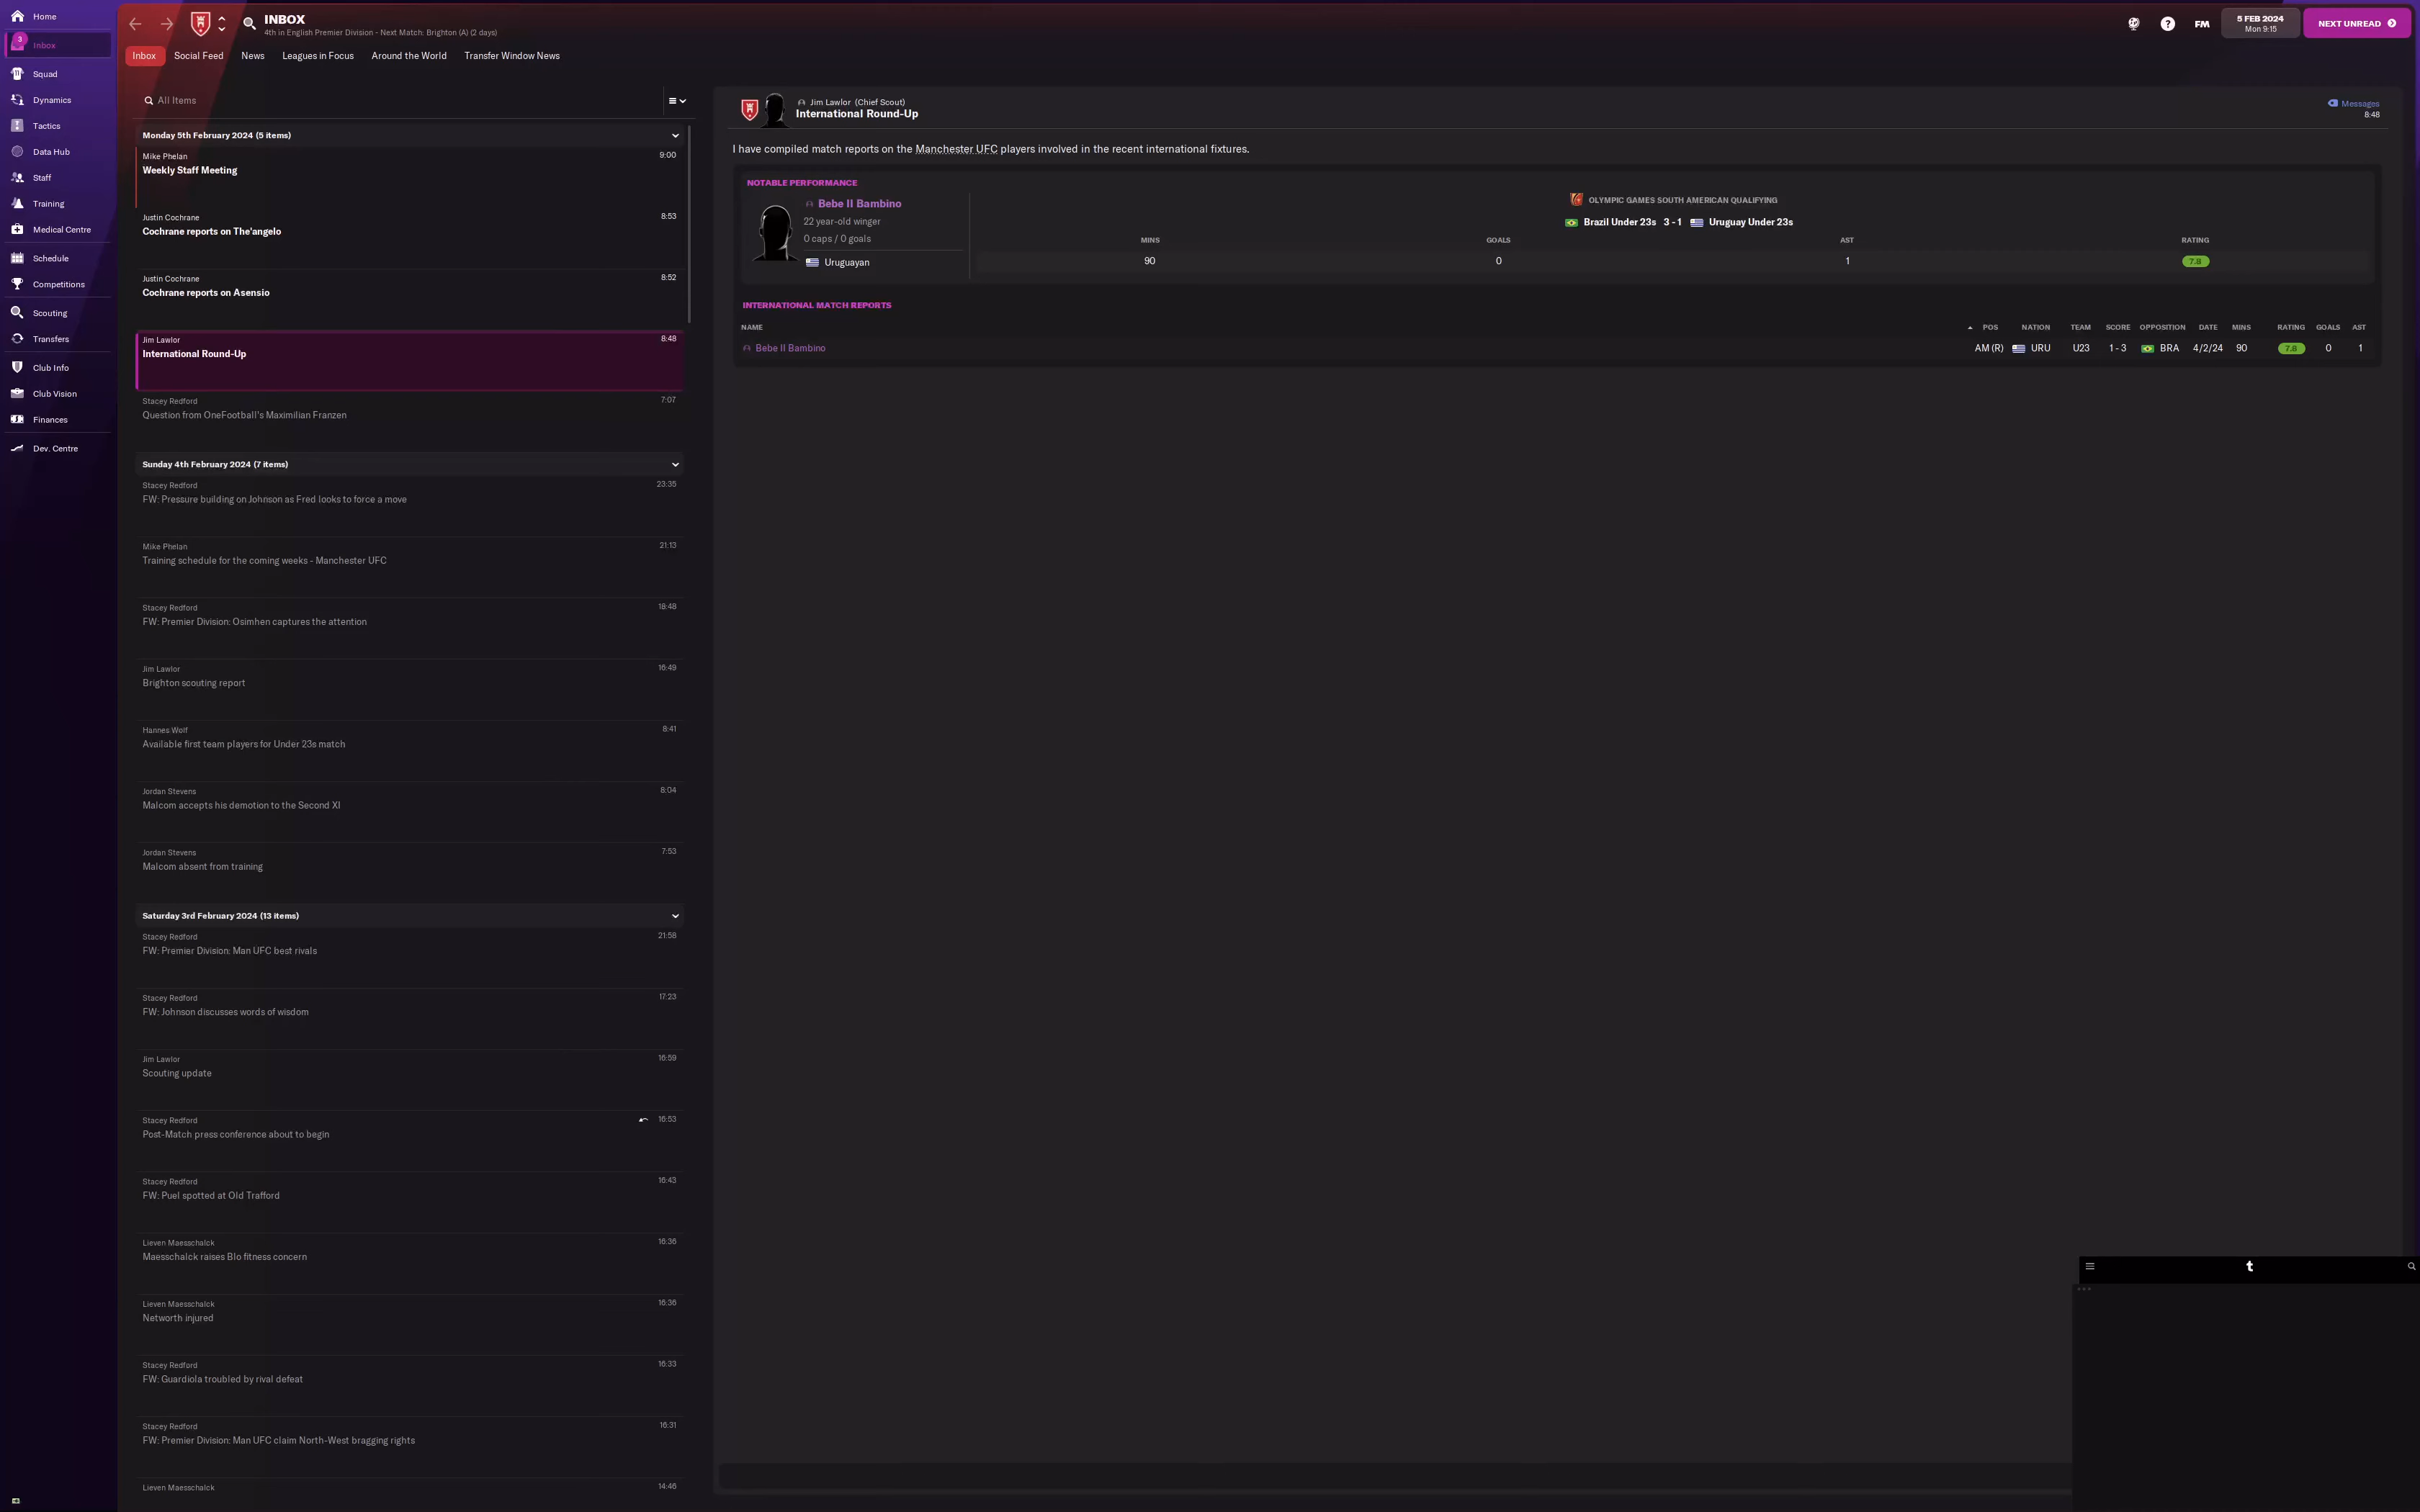 Home
3
Inbox
Squad
Dynamics
Tactics
Data Hub
Staff
Training
Medical Centre
Schedule
Competitions
Scouting
Transfers
Club Info
Club Vision
Finances
Dev. Centre
INBOX
4th in English Premier Division - Next Match: Brighton (A) (2 days)
FM
5 FEB 2024
Mon 9:15
NEXT UNREAD
Inbox Social Feed News Leagues in Focus Around the World Transfer Window News
All Items
Monday 5th February 2024 (5 items)
Mike Phelan 9:00
Weekly Staff Meeting
Justin Cochrane 8:53
Cochrane reports on The'angelo
Justin Cochrane 8:52
Cochrane reports on Asensio
Jim Lawlor 8:48
International Round-Up
Stacey Redford 7:07
Question from OneFootball's Maximilian Franzen
Sunday 4th February 2024 (7 items)
Stacey Redford 23:35
FW: Pressure building on Johnson as Fred looks to force a move
Mike Phelan 21:13
Training schedule for the coming weeks - Manchester UFC
Stacey Redford 18:48
FW: Premier Division: Osimhen captures the attention
Jim Lawlor 16:49
Brighton scouting report
Hannes Wolf 8:41
Available first team players for Under 23s match
Jordan Stevens 8:04
Malcom accepts his demotion to the Second XI
Jordan Stevens 7:53
Malcom absent from training
Saturday 3rd February 2024 (13 items)
Stacey Redford 21:58
FW: Premier Division: Man UFC best rivals
Stacey Redford 17:23
FW: Johnson discusses words of wisdom
Jim Lawlor 16:59
Scouting update
Stacey Redford 16:53
Post-Match press conference about to begin
Stacey Redford 16:43
FW: Puel spotted at Old Trafford
Lieven Maesschalck 16:36
Maesschalck raises Blo fitness concern
Lieven Maesschalck 16:36
Networth injured
Stacey Redford 16:33
FW: Guardiola troubled by rival defeat
Stacey Redford 16:31
FW: Premier Division: Man UFC claim North-West bragging rights
Lieven Maesschalck 14:46
Jim Lawlor (Chief Scout)
International Round-Up
Messages
8:48
I have compiled match reports on the Manchester UFC players involved in the recent international fixtures.
NOTABLE PERFORMANCE
Bebe II Bambino
22 year-old winger
0 caps / 0 goals
Uruguayan
OLYMPIC GAMES SOUTH AMERICAN QUALIFYING
Brazil Under 23s 3 - 1 Uruguay Under 23s
MINS GOALS AST RATING
90 0 1 7.8
INTERNATIONAL MATCH REPORTS
NAME POS NATION TEAM SCORE OPPOSITION DATE MINS RATING GOALS AST
Bebe II Bambino AM (R) URU U23 1 - 3 BRA 4/2/24 90 7.8 0 1
t